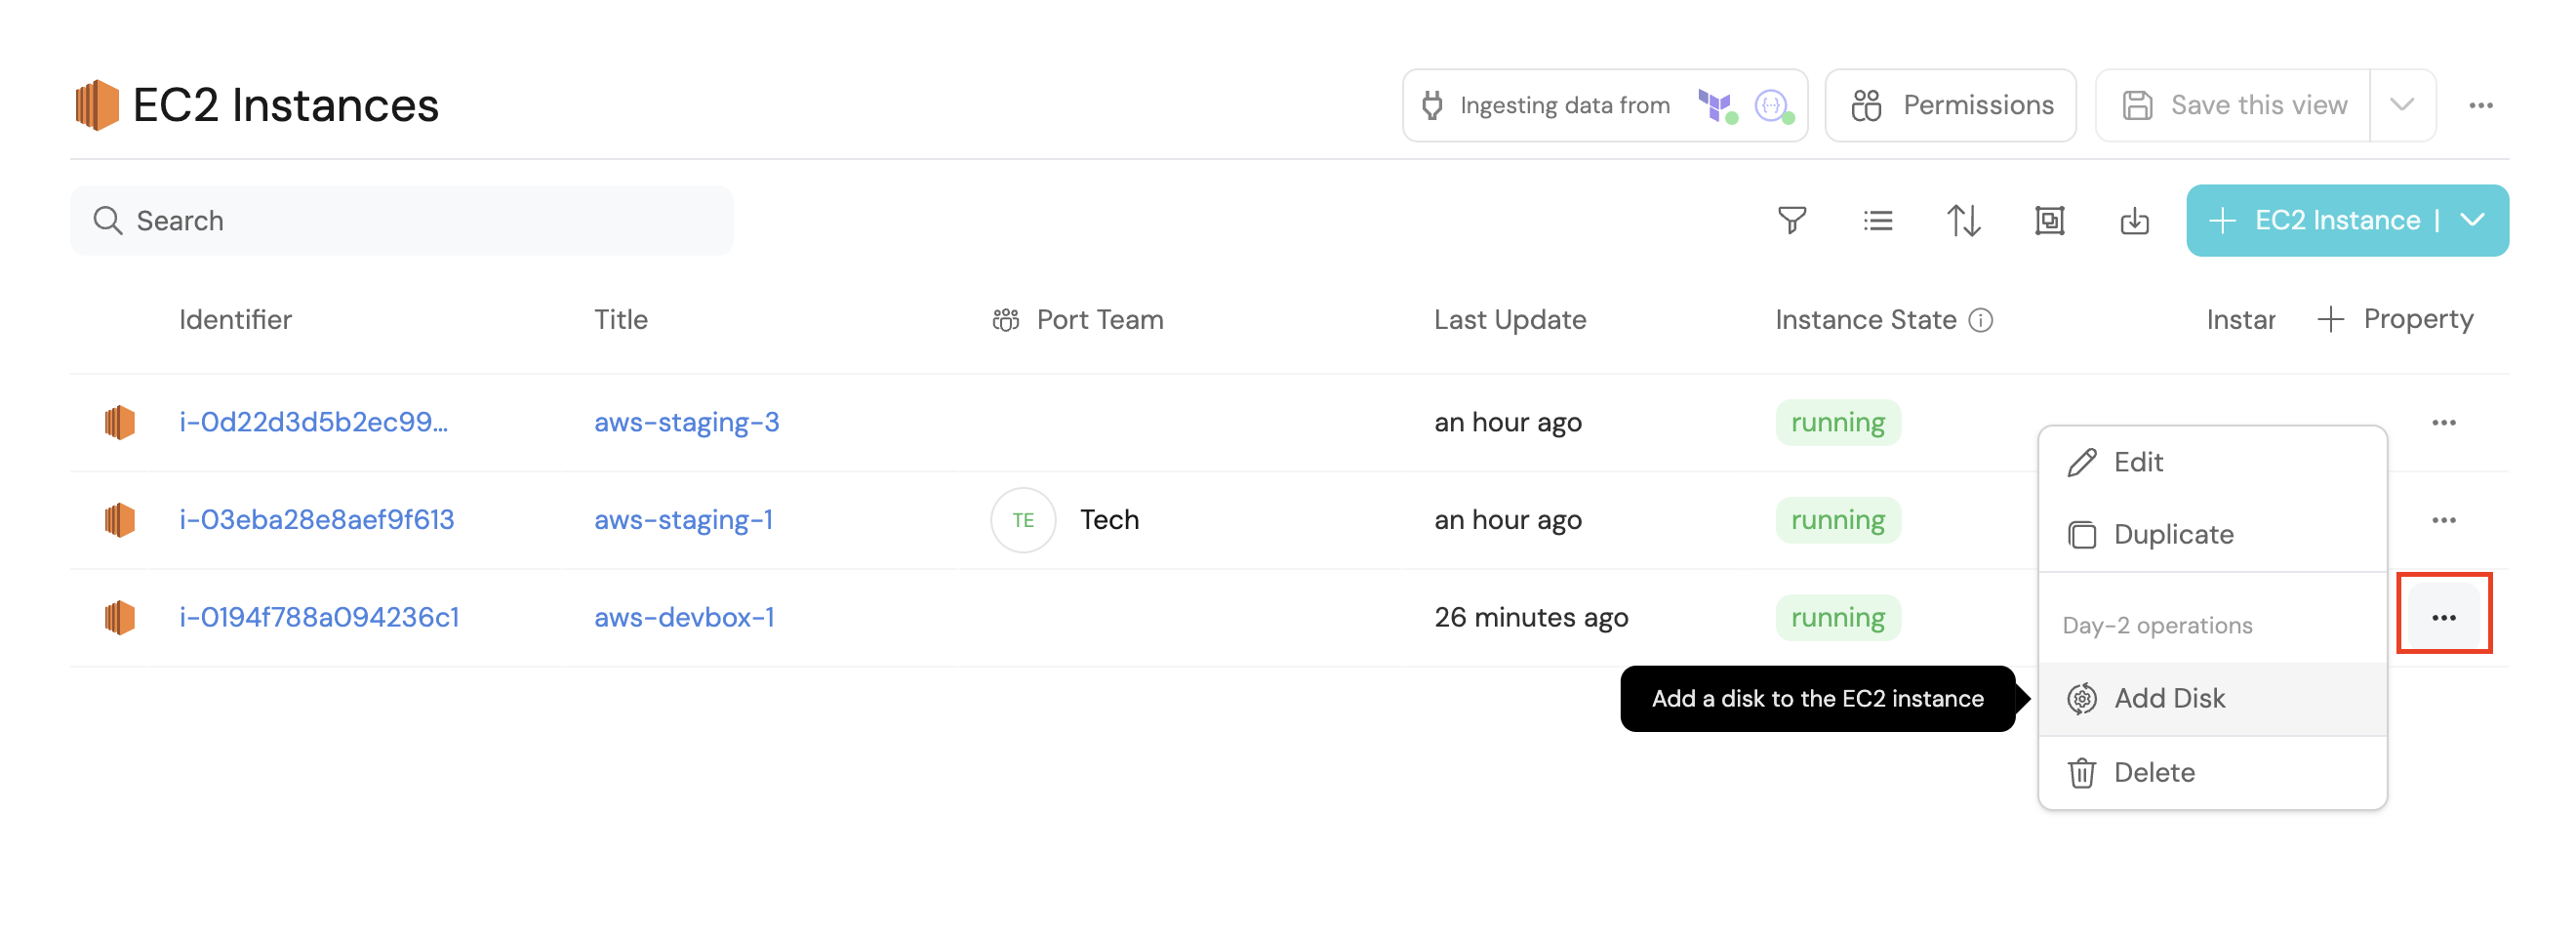 EC2 Instances
Ingesting data from
Permissions
Save this view
Search
EC2 Instance |
Identifier Title Port Team Last Update Instance State Instar Property
i-0d22d3d5b2ec99... aws-staging-3 an hour ago running
i-03eba28e8aef9f613 aws-staging-1 TE Tech an hour ago running
i-0194f788a094236c1 aws-devbox-1 26 minutes ago running
Edit
Duplicate
Day-2 operations
Add a disk to the EC2 instance
Add Disk
Delete